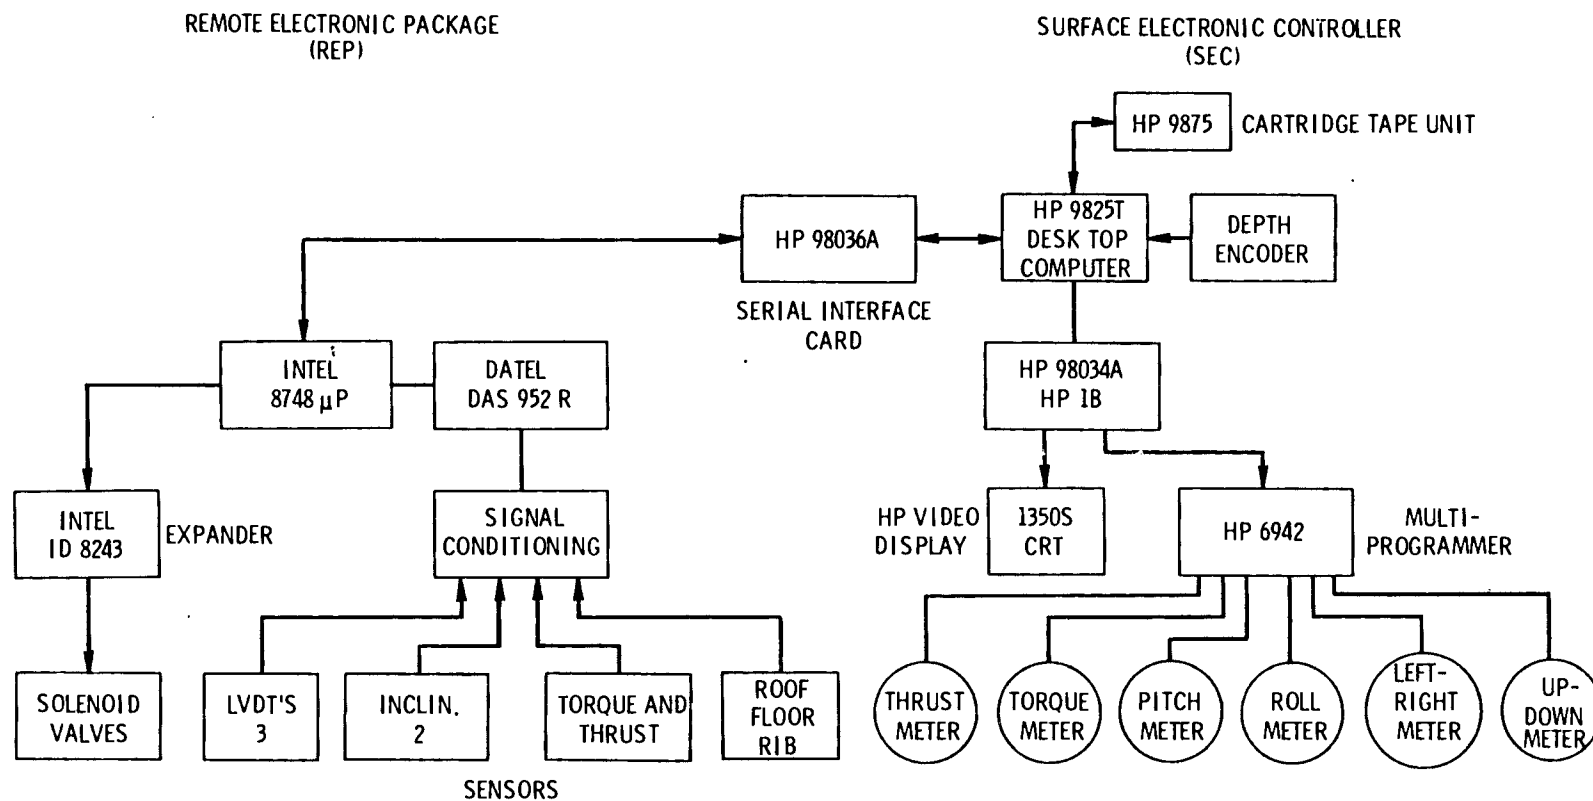 REMOTE ELECTRONIC PACKAGE
(REP)
SURFACE ELECTRONIC CONTROLLER
(SEC)
HP 9875
CARTRIDGE TAPE UNIT
HP 98036A
HP 9825T
DESK TOP
COMPUTER
DEPTH
ENCODER
SERIAL INTERFACE
CARD
INTEL
8748 μP
DATEL
DAS 952 R
HP 98034A
HP IB
INTEL
ID 8243
EXPANDER
SIGNAL
CONDITIONING
HP VIDEO
DISPLAY
1350S
CRT
HP 6942
MULTI-
PROGRAMMER
SOLENOID
VALVES
LVDT'S
3
INCLIN.
2
TORQUE AND
THRUST
ROOF
FLOOR
RIB
THRUST
METER
TORQUE
METER
PITCH
METER
ROLL
METER
LEFT-
RIGHT
METER
UP-
DOWN
METER
SENSORS